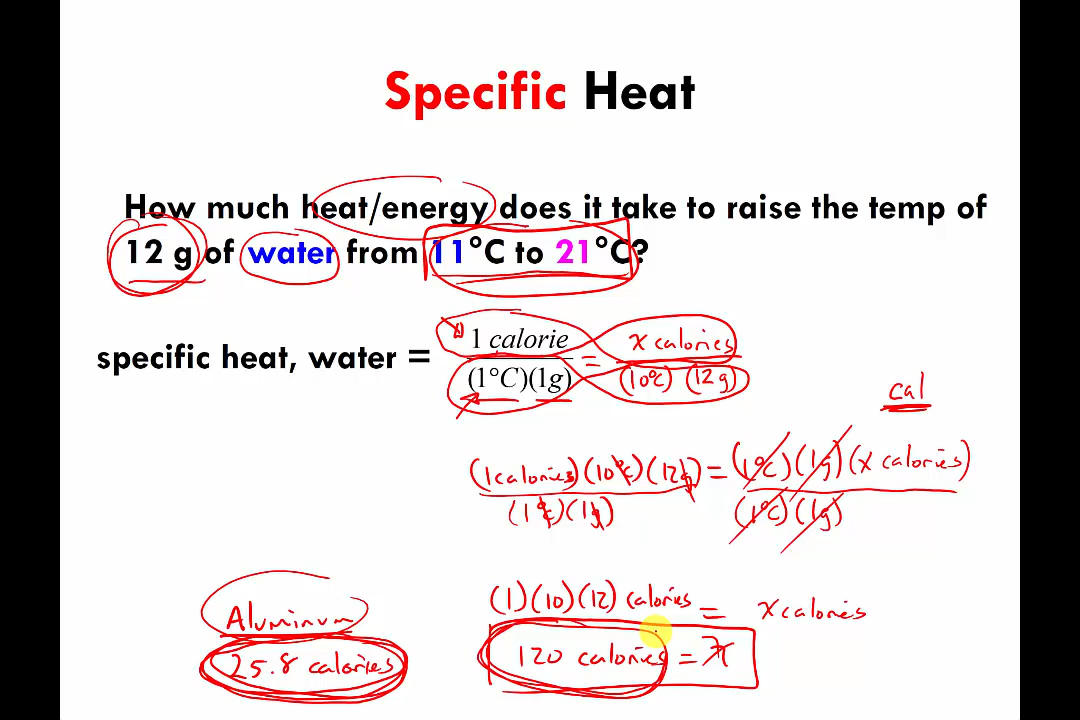 Specific Heat
How much heat/energy does it take to raise the temp of
12 g of water from 11°C to 21°C?
specific heat, water = 1 calorie / (1°C)(1g) = x calories / (10°C) (12g)
cal
(1 calories)(10°C)(12g) / (1°C)(1g) = (1°C)(1g)(x calories) / (1°C)(1g)
(1)(10)(12) calories = x calories
Aluminum
25.8 calories
120 calories = x